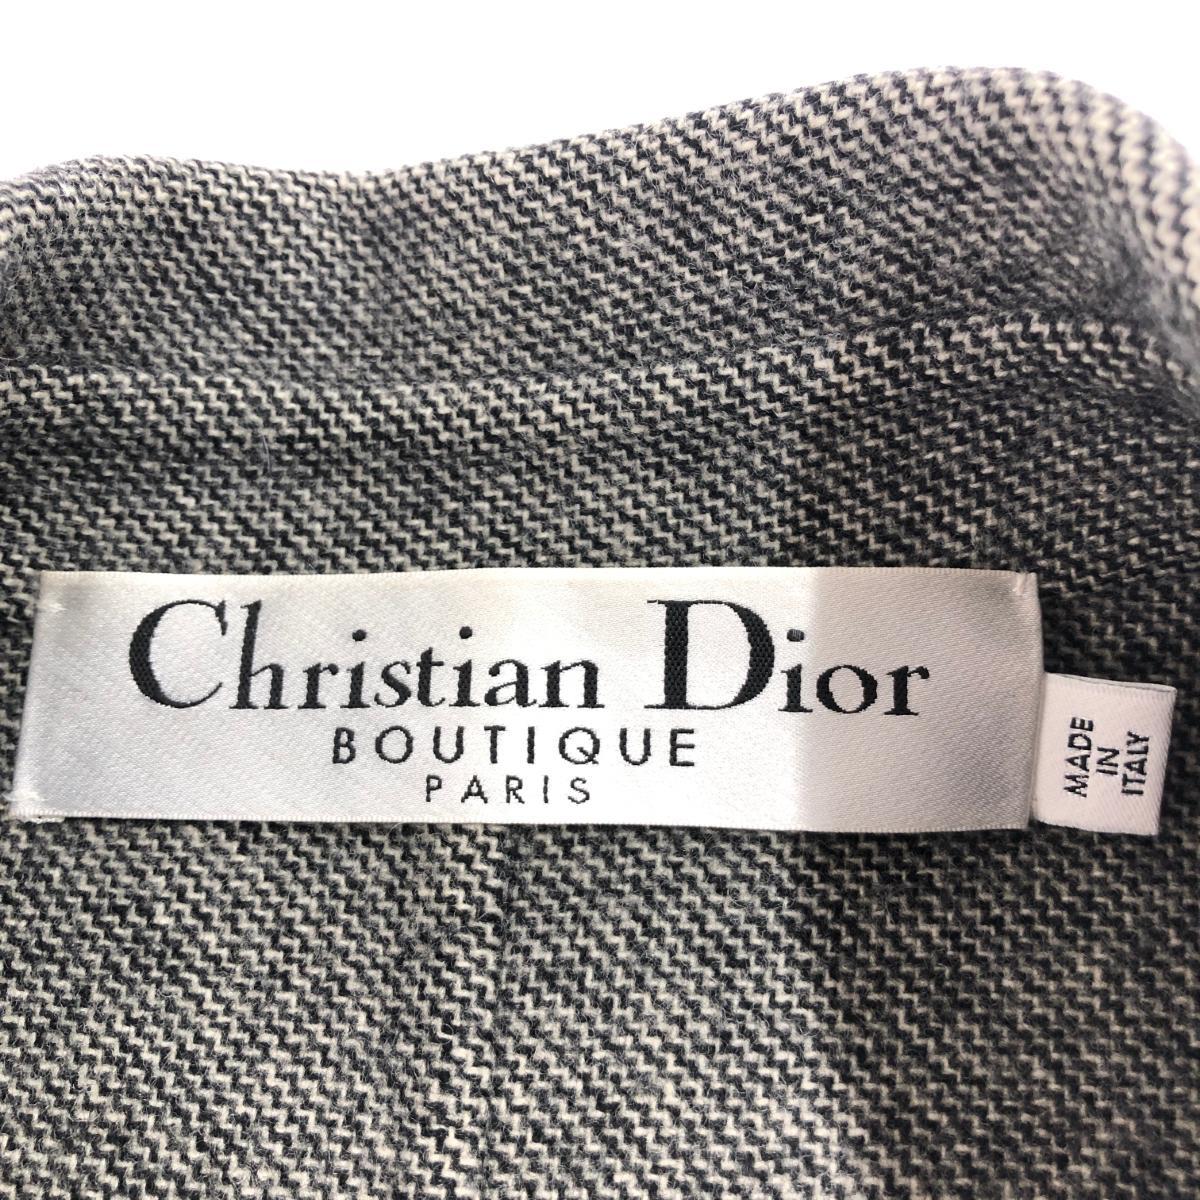 Christian Dior
BOUTIQUE
PARIS
MADE
IN
ITALY